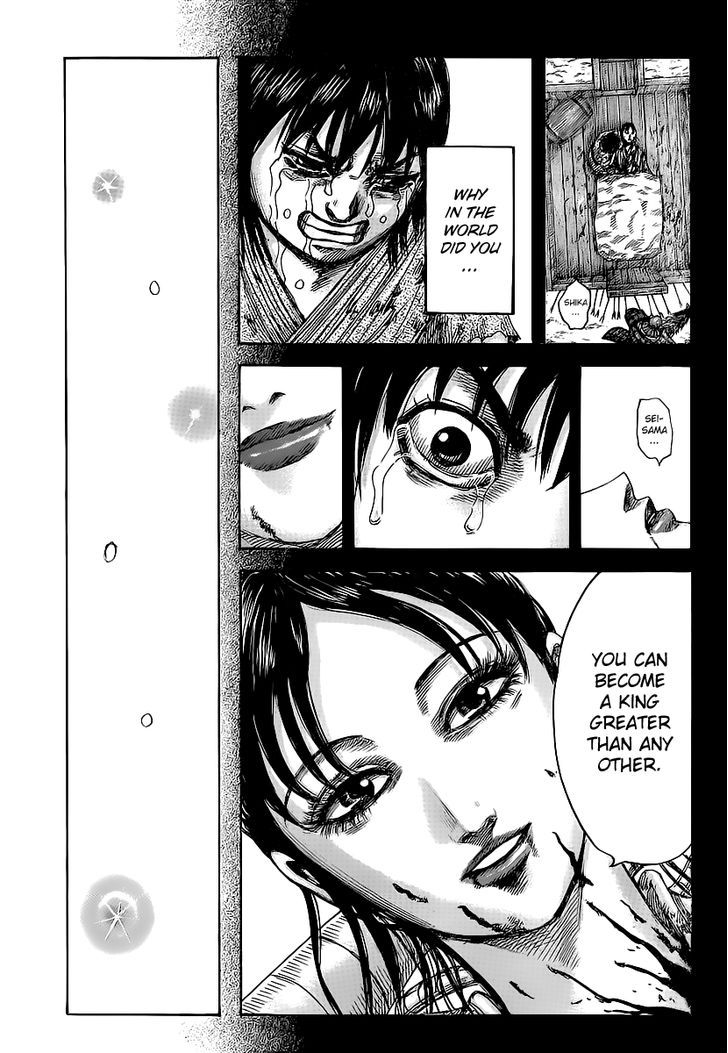 SHIKA
...
WHY
IN THE
WORLD
DID YOU
...
SEI-
SAMA
...
YOU CAN
BECOME
A KING
GREATER
THAN ANY
OTHER.